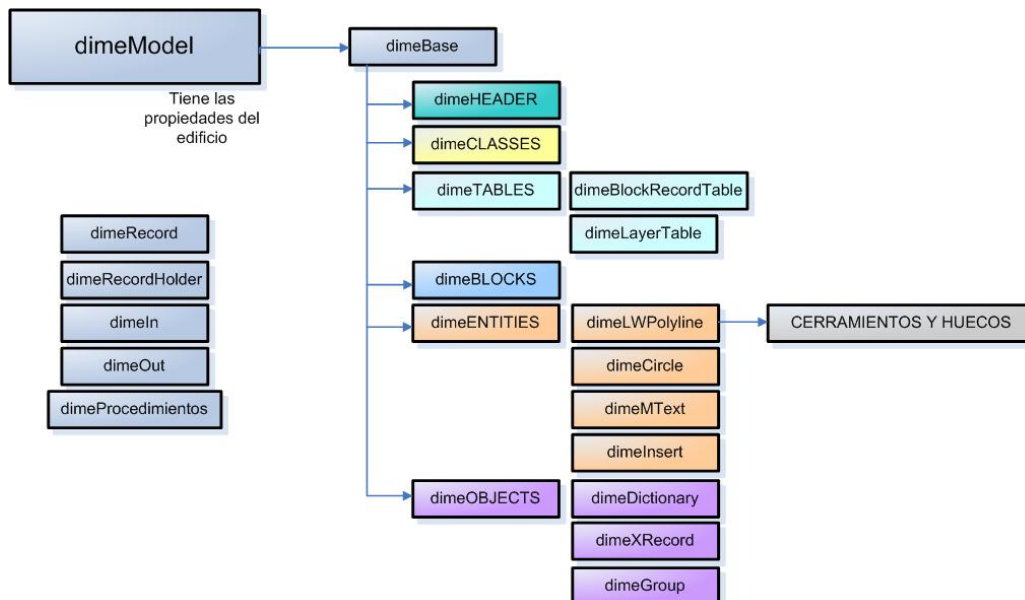 dimeModel
dimeBase
Tiene las
propiedades del
edificio
dimeHEADER
dimeCLASSES
dimeTABLES
dimeBlockRecordTable
dimeLayerTable
dimeRecord
dimeRecordHolder
dimeIn
dimeOut
dimeProcedimientos
dimeBLOCKS
dimeENTITIES
dimeLWPolyline
CERRAMIENTOS Y HUECOS
dimeCircle
dimeMText
dimeInsert
dimeOBJECTS
dimeDictionary
dimeXRecord
dimeGroup